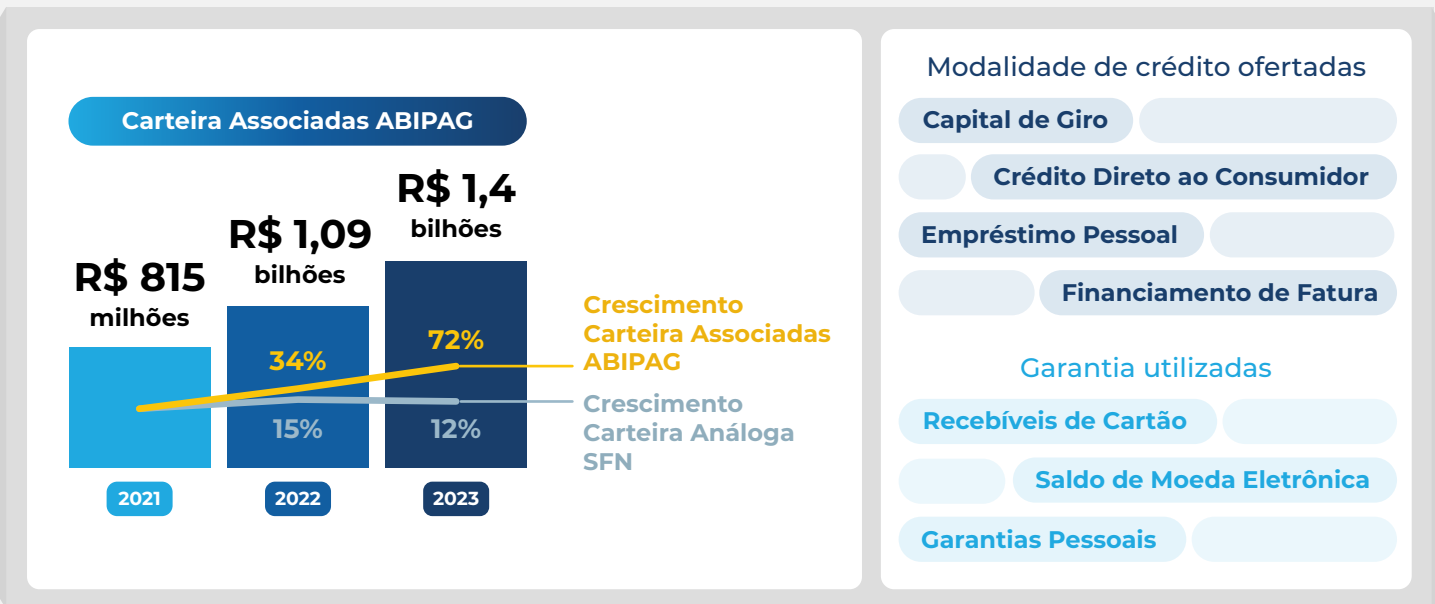 Carteira Associadas ABIPAG
R$ 815
milhões
R$ 1,09
bilhões
R$ 1,4
bilhões
34%
72%
15%
12%
Crescimento
Carteira Associadas
ABIPAG
Crescimento
Carteira Análoga
SFN
2021
2022
2023
Modalidade de crédito ofertadas
Capital de Giro
Crédito Direto ao Consumidor
Empréstimo Pessoal
Financiamento de Fatura
Garantia utilizadas
Recebíveis de Cartão
Saldo de Moeda Eletrônica
Garantias Pessoais